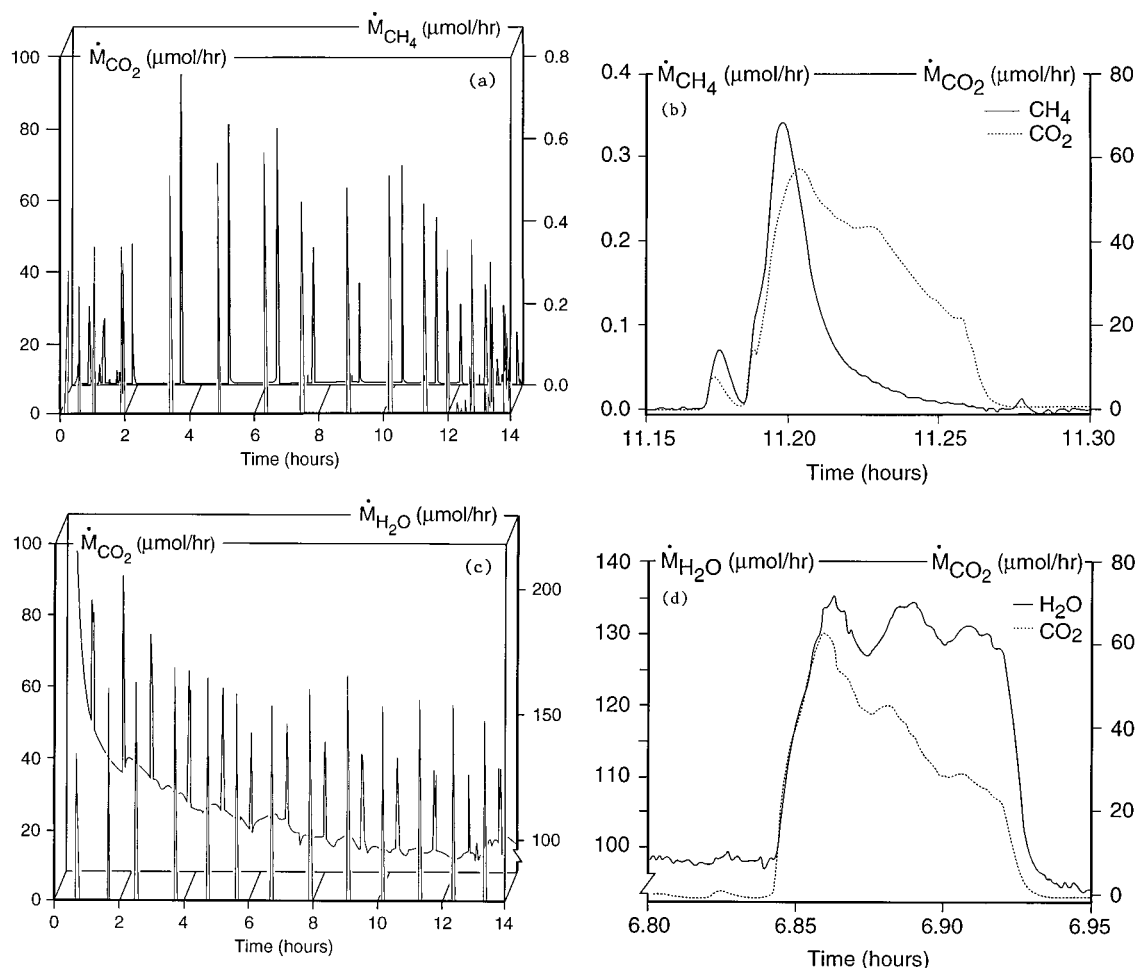 Ṁ_CH4 (μmol/hr)
Ṁ_CO2 (μmol/hr)
(a)
100
80
60
40
20
0
0.8
0.6
0.4
0.2
0.0
0 2 4 6 8 10 12 14
Time (hours)
Ṁ_CH4 (μmol/hr) Ṁ_CO2 (μmol/hr)
(b)
CH4
CO2
0.4
0.3
0.2
0.1
0.0
80
60
40
20
0
11.15 11.20 11.25 11.30
Time (hours)
Ṁ_H2O (μmol/hr)
Ṁ_CO2 (μmol/hr)
(c)
100
80
60
40
20
0
200
150
100
0 2 4 6 8 10 12 14
Time (hours)
Ṁ_H2O (μmol/hr) Ṁ_CO2 (μmol/hr)
(d)
H2O
CO2
140
130
120
110
100
80
60
40
20
0
6.80 6.85 6.90 6.95
Time (hours)